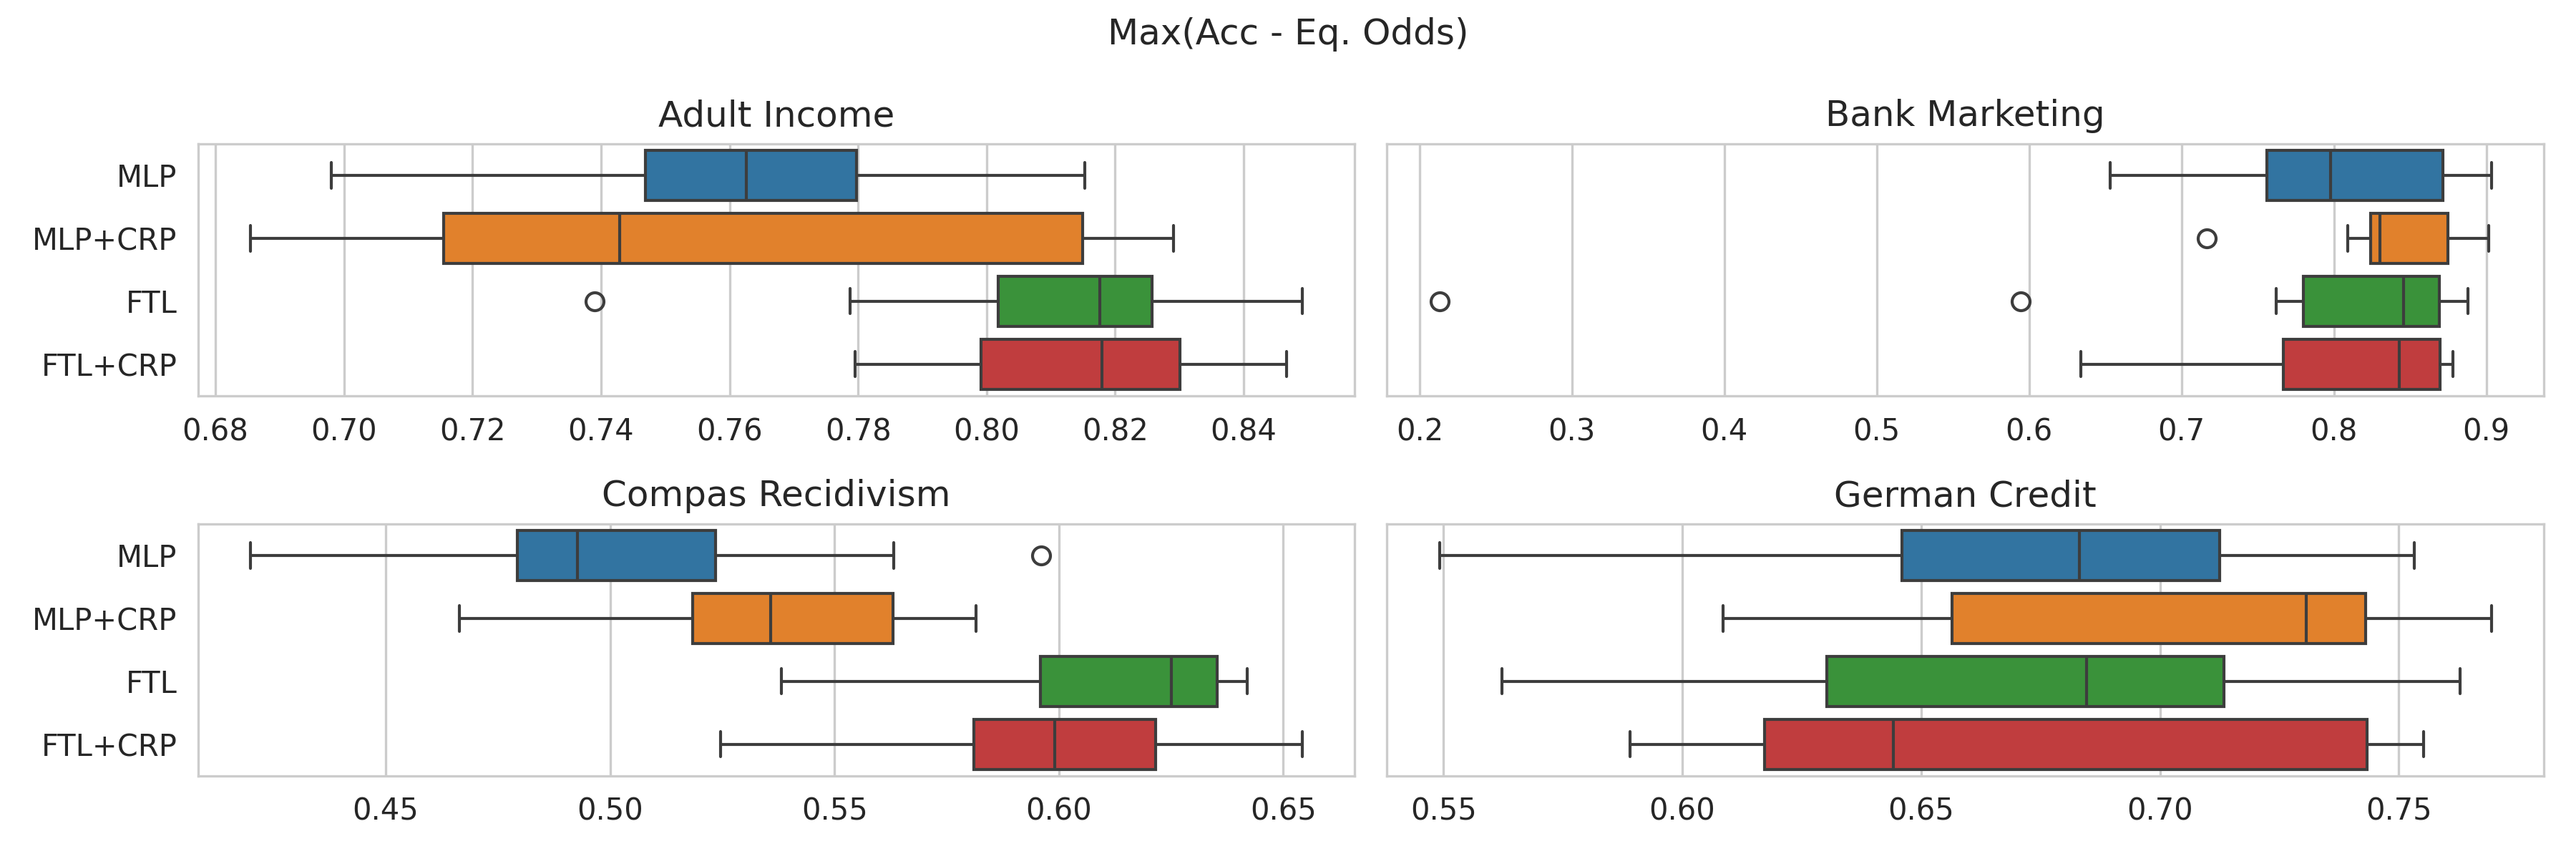 Max(Acc - Eq. Odds)
Adult Income
MLP
MLP+CRP
FTL
FTL+CRP
0.68 0.70 0.72 0.74 0.76 0.78 0.80 0.82 0.84
Bank Marketing
0.2 0.3 0.4 0.5 0.6 0.7 0.8 0.9
Compas Recidivism
MLP
MLP+CRP
FTL
FTL+CRP
0.45 0.50 0.55 0.60 0.65
German Credit
0.55 0.60 0.65 0.70 0.75